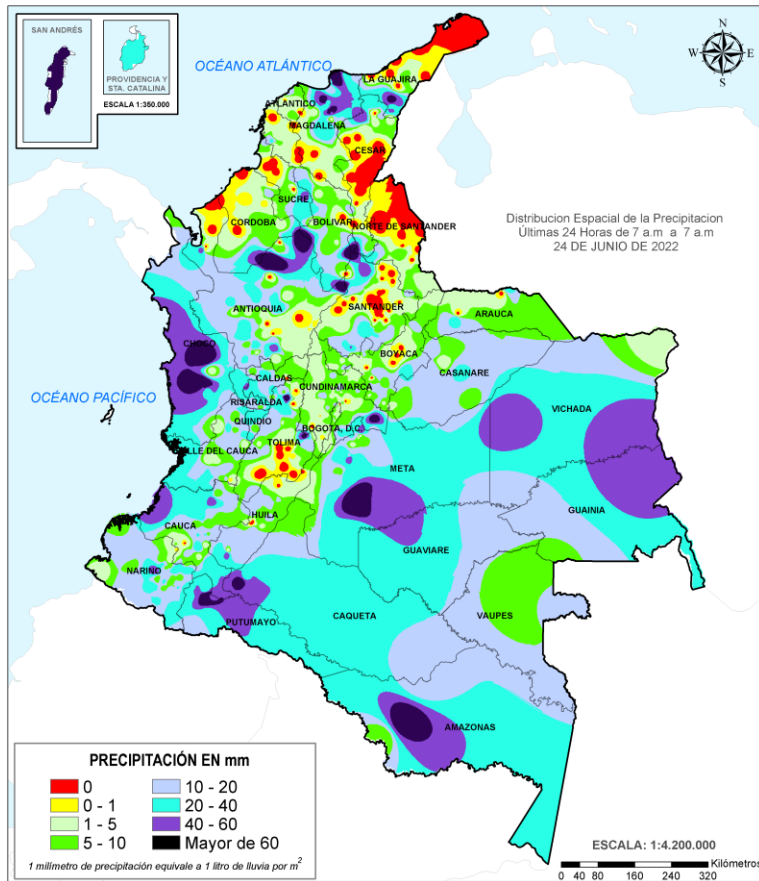 SAN ANDRÉS
PROVIDENCIA Y
STA. CATALINA
ESCALA 1:350.000
OCÉANO ATLÁNTICO
N
W
E
S
LA GUAJIRA
ATLANTICO
MAGDALENA
CESAR
SUCRE
CORDOBA
BOLIVAR
NORTE DE SANTANDER
Distribucion Espacial de la Precipitacion
Últimas 24 Horas de 7 a.m a 7 a.m
24 DE JUNIO DE 2022
ANTIOQUIA
SANTANDER
ARAUCA
CHOCO
BOYACA
CASANARE
CALDAS
CUNDINAMARCA
OCÉANO PACÍFICO
RISARALDA
VICHADA
QUINDIO
BOGOTA, D.C.
TOLIMA
VALLE DEL CAUCA
META
GUAINIA
HUILA
CAUCA
GUAVIARE
NARIÑO
PUTUMAYO
CAQUETA
VAUPES
AMAZONAS
PRECIPITACIÓN EN mm
0
10 - 20
0 - 1
20 - 40
1 - 5
40 - 60
5 - 10
Mayor de 60
1 milímetro de precipitación equivale a 1 litro de lluvia por m²
ESCALA: 1:4.200.000
Kilómetros
0 40 80 160 240 320